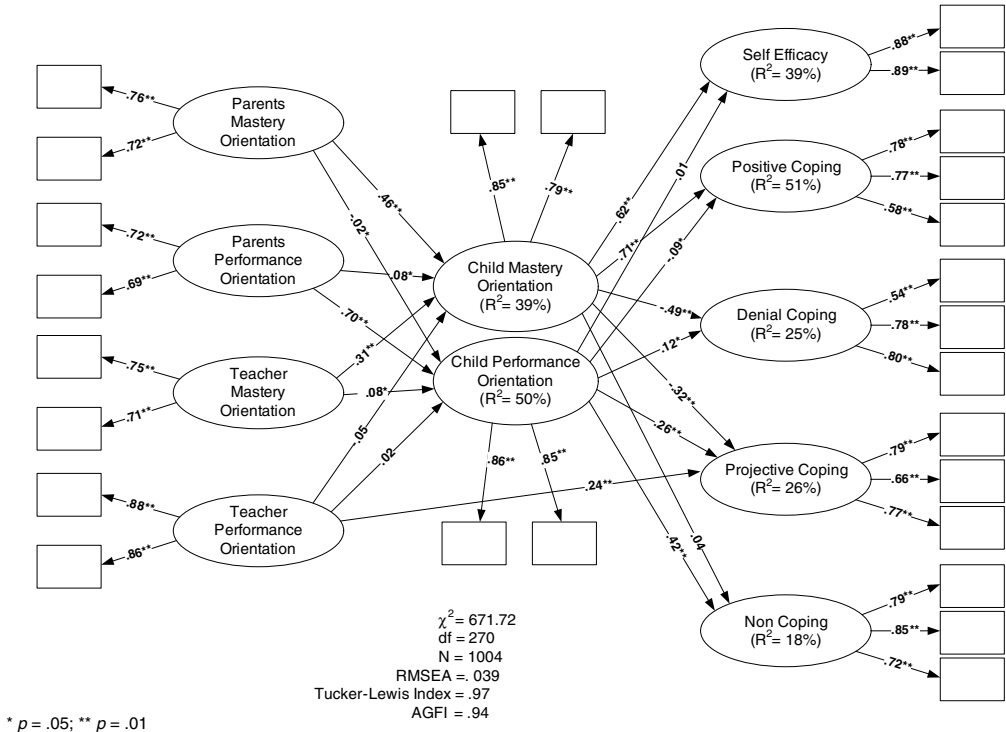 .76**
.72**
Parents
Mastery
Orientation
.72**
.69**
Parents
Performance
Orientation
.75**
.71**
Teacher
Mastery
Orientation
.88**
.86**
Teacher
Performance
Orientation
.46**
-.02*
.08*
.70**
.31**
.08*
-.05
.02
.24**
.85**
.79**
Child Mastery
Orientation
(R²= 39%)
Child Performance
Orientation
(R²= 50%)
.86**
.85**
.62**
.01
.71**
-.09*
-.49**
.12*
-.32**
.26**
.04
.42**
Self Efficacy
(R²= 39%)
.88**
.89**
Positive Coping
(R²= 51%)
.78**
.77**
.58**
Denial Coping
(R²= 25%)
.54**
.78**
.80**
Projective Coping
(R²= 26%)
.79**
.66**
.77**
Non Coping
(R²= 18%)
.79**
.85**
.72**
χ²= 671.72
df = 270
N = 1004
RMSEA =. 039
Tucker-Lewis Index = .97
AGFI = .94
* p = .05; ** p = .01